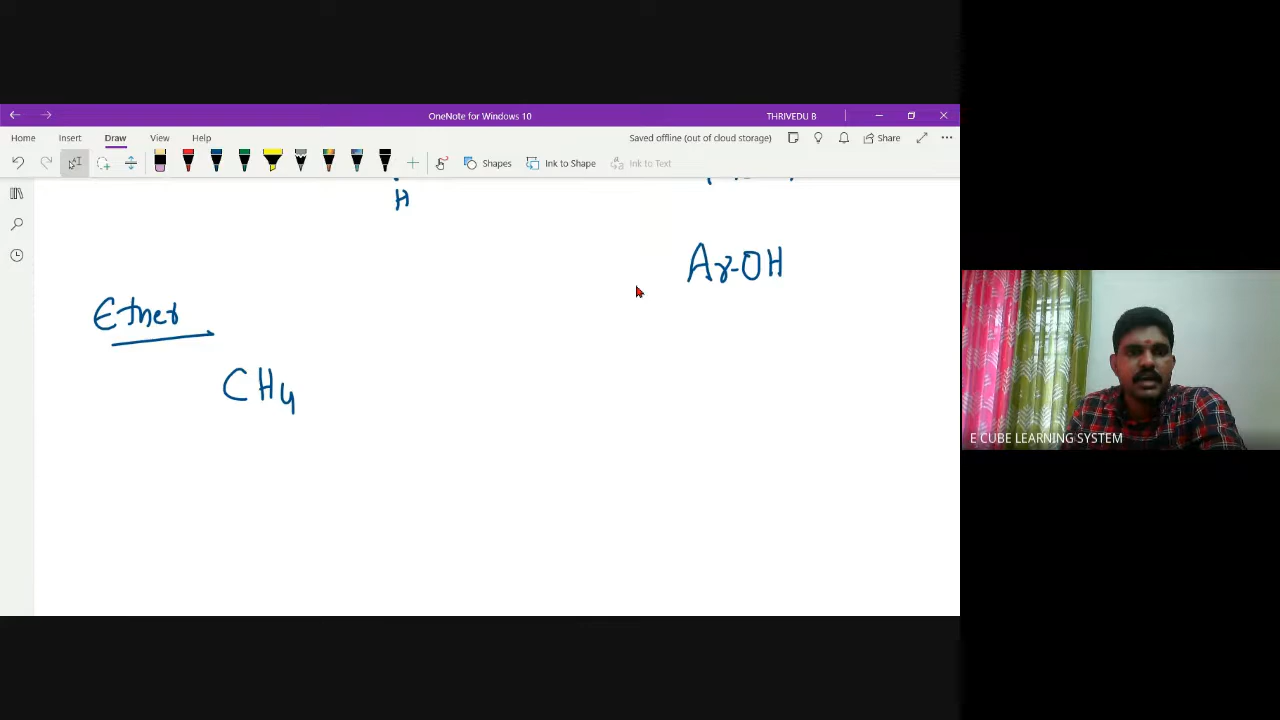 OneNote for Windows 10
THRIVEDU B
Home Insert Draw View Help
Saved offline (out of cloud storage)
Share
Shapes
Ink to Shape
Ink to Text
H
Ar-OH
Ether
CH4
E CUBE LEARNING SYSTEM